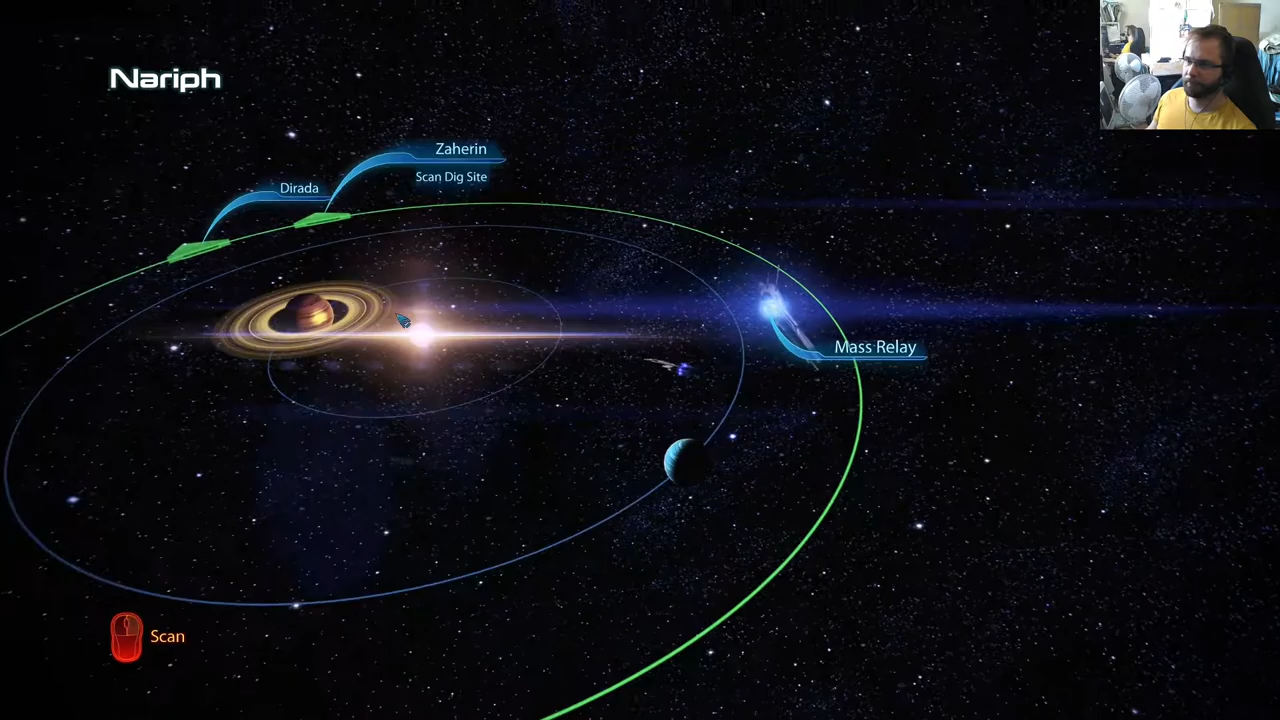 Nariph
Zaherin
Scan Dig Site
Dirada
Mass Relay
Scan